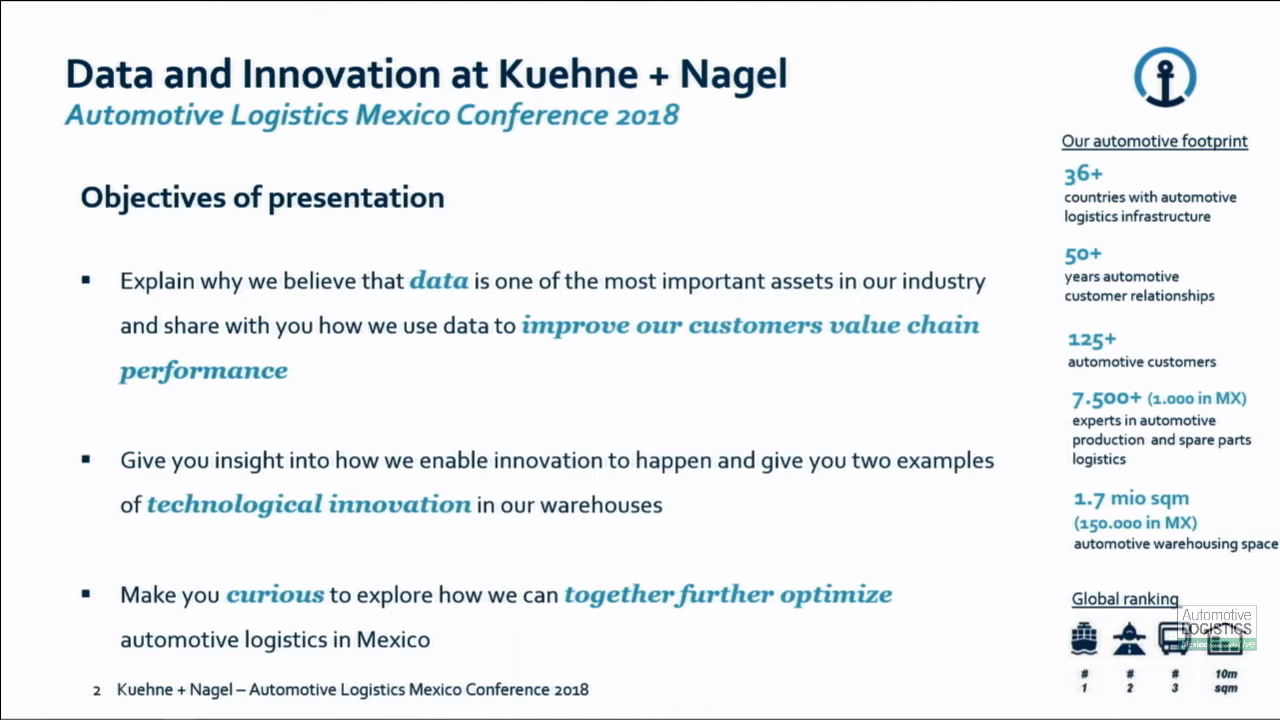 Data and Innovation at Kuehne + Nagel
Automotive Logistics Mexico Conference 2018
Objectives of presentation
▪ Explain why we believe that data is one of the most important assets in our industry
and share with you how we use data to improve our customers value chain
performance
▪ Give you insight into how we enable innovation to happen and give you two examples
of technological innovation in our warehouses
▪ Make you curious to explore how we can together further optimize
automotive logistics in Mexico
2 Kuehne + Nagel – Automotive Logistics Mexico Conference 2018
Our automotive footprint
36+
countries with automotive
logistics infrastructure
50+
years automotive
customer relationships
125+
automotive customers
7.500+ (1.000 in MX)
experts in automotive
production and spare parts
logistics
1.7 mio sqm
(150.000 in MX)
automotive warehousing space
Global ranking
Automotive
LOGISTICS
Mexico
# # # 10m
1 2 3 sqm